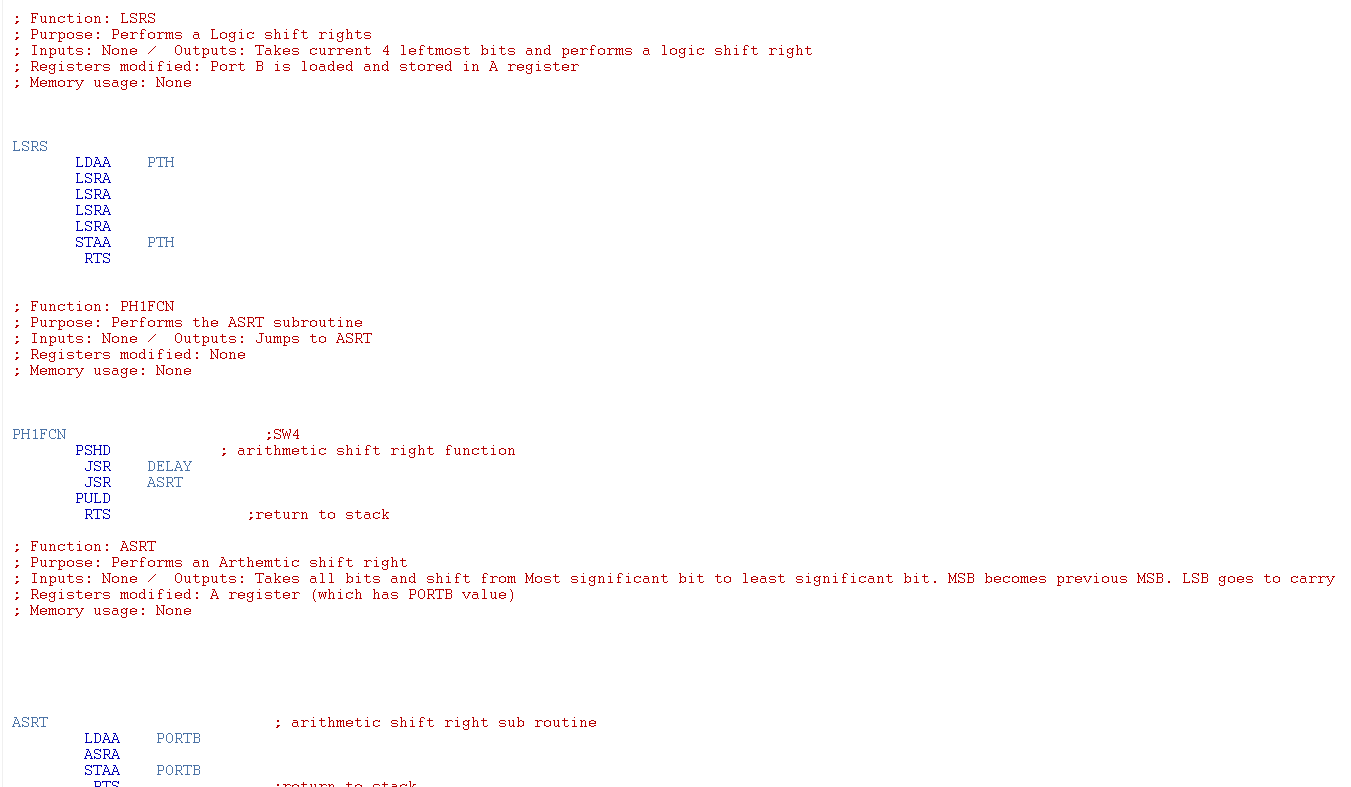 ; Function: LSRS
; Purpose: Performs a Logic shift rights
; Inputs: None /  Outputs: Takes current 4 leftmost bits and performs a logic shift right
; Registers modified: Port B is loaded and stored in A register
; Memory usage: None
LSRS
LDAA    PTH
LSRA
LSRA
LSRA
LSRA
STAA    PTH
RTS
; Function: PH1FCN
; Purpose: Performs the ASRT subroutine
; Inputs: None /  Outputs: Jumps to ASRT
; Registers modified: None
; Memory usage: None
PH1FCN                      ;SW4
PSHD            ; arithmetic shift right function
JSR    DELAY
JSR    ASRT
PULD
RTS               ;return to stack
; Function: ASRT
; Purpose: Performs an Arthemtic shift right
; Inputs: None /  Outputs: Takes all bits and shift from Most significant bit to least significant bit. MSB becomes previous MSB. LSB goes to carry
; Registers modified: A register (which has PORTB value)
; Memory usage: None
ASRT                         ; arithmetic shift right sub routine
LDAA    PORTB
ASRA
STAA    PORTB
RTS                 ;return to stack